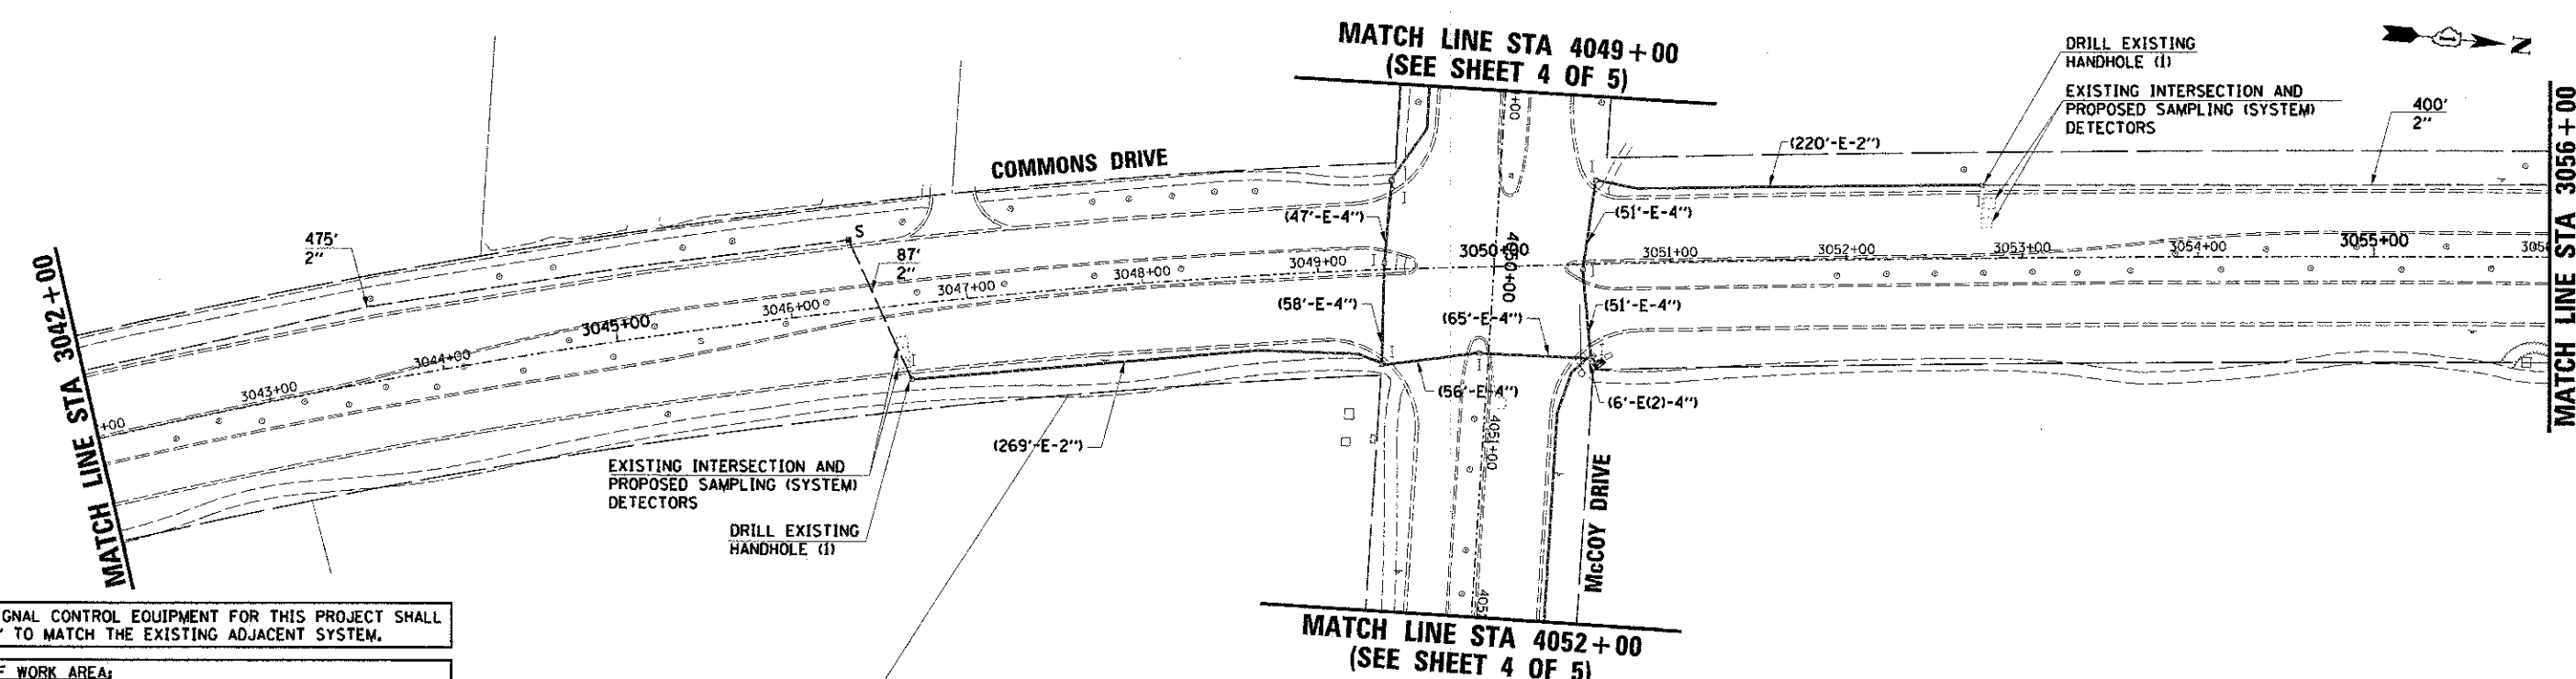 MATCH LINE STA 4049+00
(SEE SHEET 4 OF 5)
DRILL EXISTING
HANDHOLE (1)
EXISTING INTERSECTION AND
PROPOSED SAMPLING (SYSTEM)
DETECTORS
N
400'
2"
MATCH LINE STA 3056+00
COMMONS DRIVE
(220'-E-2")
+00
475'
2"
S
87'
2"
(47'-E-4")
(51'-E-4")
3050+00
4050+00
3043+00
3044+00
3045+00
3046+00
3047+00
3048+00
3049+00
3051+00
3052+00
3053+00
3054+00
3055+00
MATCH LINE STA 3042+00
+00
(58'-E-4")
(65'-E-4")
(51'-E-4")
(56'-E-4")
(6'-E(2)-4")
4051+00
(269'-E-2")
EXISTING INTERSECTION AND
PROPOSED SAMPLING (SYSTEM)
DETECTORS
DRILL EXISTING
HANDHOLE (1)
McCOY DRIVE
MATCH LINE STA 4052+00
(SEE SHEET 4 OF 5)
GNAL CONTROL EQUIPMENT FOR THIS PROJECT SHALL
TO MATCH THE EXISTING ADJACENT SYSTEM.
WORK AREA: